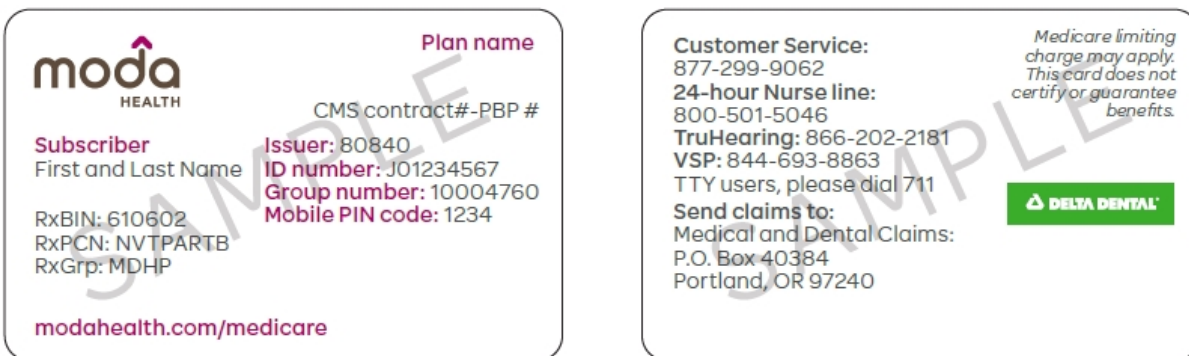 moda
HEALTH
Plan name
CMS contract#-PBP #
Subscriber
First and Last Name
Issuer: 80840
ID number: J01234567
Group number: 10004760
Mobile PIN code: 1234
RxBIN: 610602
RxPCN: NVTPARTB
RxGrp: MDHP
modahealth.com/medicare
SAMPLE
Customer Service:
877-299-9062
24-hour Nurse line:
800-501-5046
TruHearing: 866-202-2181
VSP: 844-693-8863
TTY users, please dial 711
Send claims to:
Medical and Dental Claims:
P.O. Box 40384
Portland, OR 97240
Medicare limiting
charge may apply.
This card does not
certify or guarantee
benefits.
DELTA DENTAL
SAMPLE